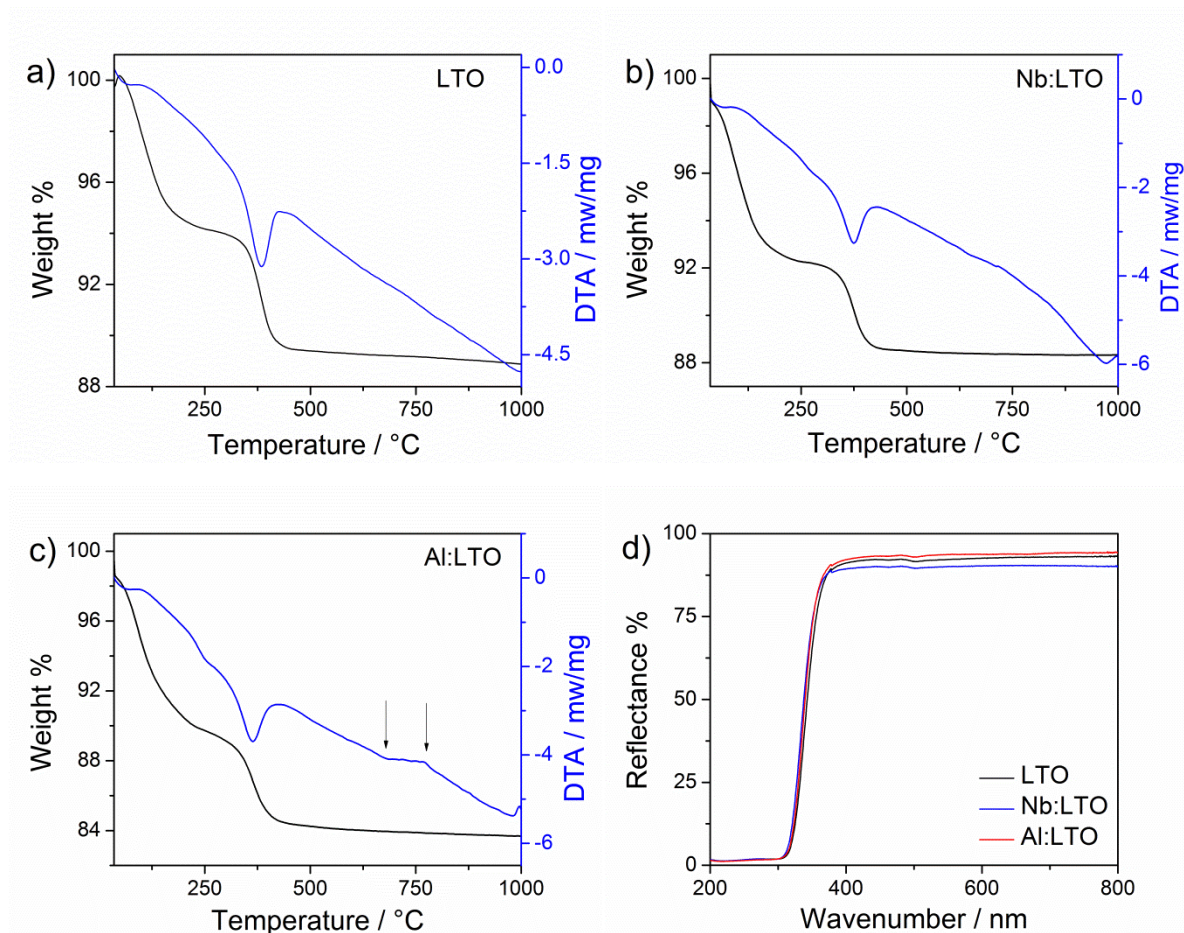 a)
LTO
Weight %
100
96
92
88
0.0
-1.5
-3.0
-4.5
DTA / mw/mg
250
500
750
1000
Temperature / °C
b)
Nb:LTO
Weight %
100
96
92
88
0
-2
-4
-6
DTA / mw/mg
250
500
750
1000
Temperature / °C
c)
Al:LTO
Weight %
100
96
92
88
84
0
-2
-4
-6
DTA / mw/mg
250
500
750
1000
Temperature / °C
d)
Reflectance %
100
75
50
25
0
LTO
Nb:LTO
Al:LTO
200
400
600
800
Wavenumber / nm